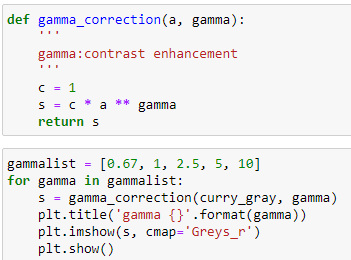 def gamma_correction(a, gamma):
    '''
    gamma:contrast enhancement
    '''
    c = 1
    s = c * a ** gamma
    return s
gammalist = [0.67, 1, 2.5, 5, 10]
for gamma in gammalist:
    s = gamma_correction(curry_gray, gamma)
    plt.title('gamma {}'.format(gamma))
    plt.imshow(s, cmap='Greys_r')
    plt.show()